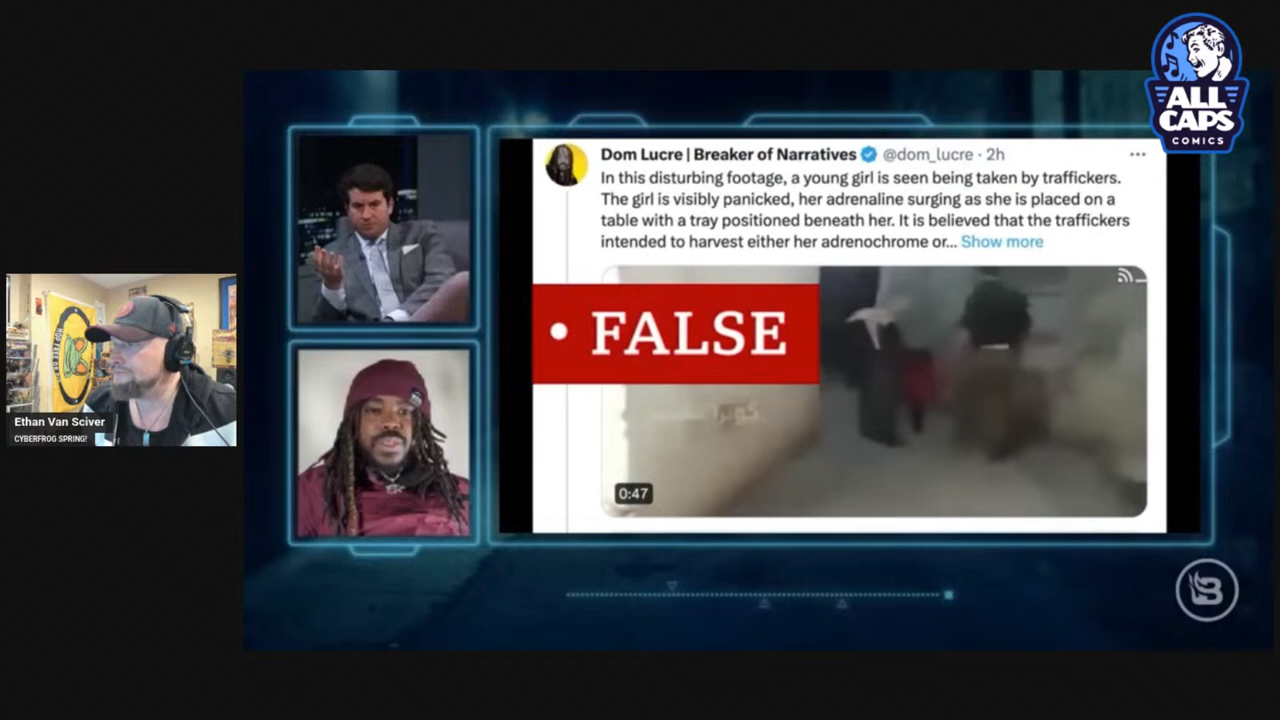 ALL
CAPS
COMICS
Dom Lucre | Breaker of Narratives @dom_lucre · 2h
In this disturbing footage, a young girl is seen being taken by traffickers.
The girl is visibly panicked, her adrenaline surging as she is placed on a
table with a tray positioned beneath her. It is believed that the traffickers
intended to harvest either her adrenochrome or... Show more
• FALSE
0:47
Ethan Van Sciver
CYBERFROG SPRING!
B